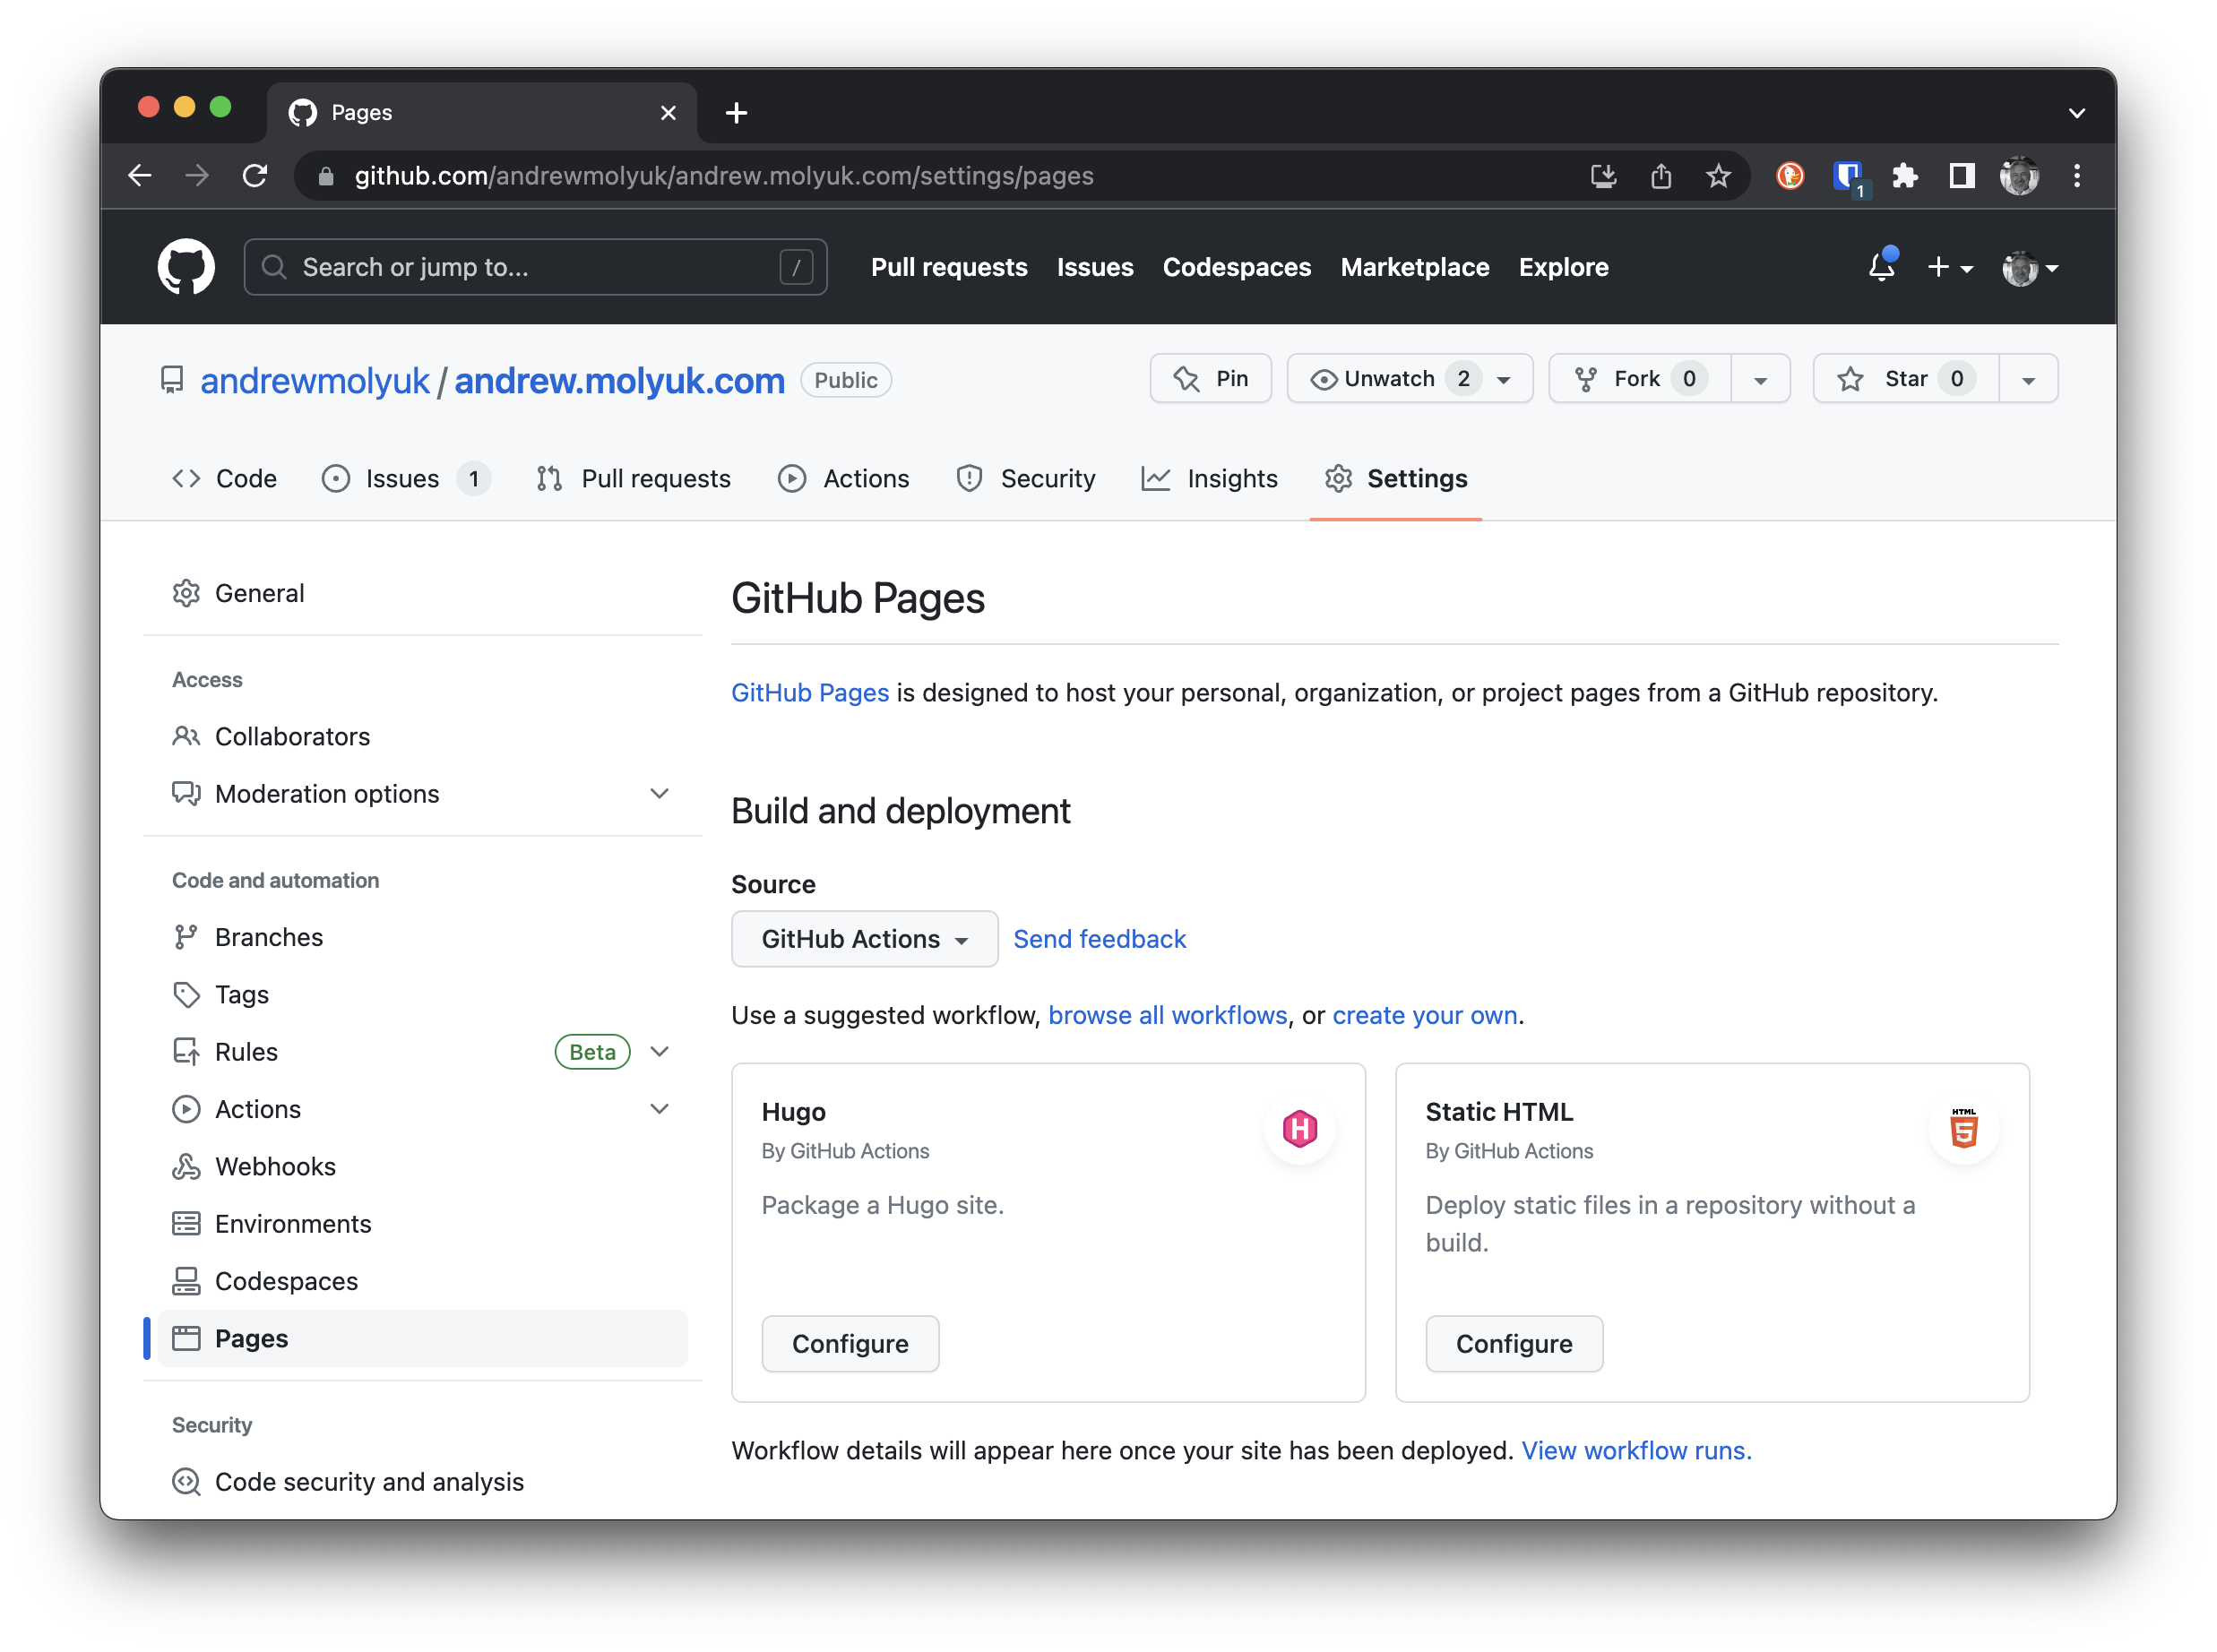 Pages
github.com/andrewmolyuk/andrew.molyuk.com/settings/pages
1
Search or jump to...
/
Pull requests
Issues
Codespaces
Marketplace
Explore
andrewmolyuk / andrew.molyuk.com
Public
Pin
Unwatch 2
Fork 0
Star 0
Code
Issues 1
Pull requests
Actions
Security
Insights
Settings
General
Access
Collaborators
Moderation options
Code and automation
Branches
Tags
Rules
Beta
Actions
Webhooks
Environments
Codespaces
Pages
Security
Code security and analysis
GitHub Pages
GitHub Pages is designed to host your personal, organization, or project pages from a GitHub repository.
Build and deployment
Source
GitHub Actions
Send feedback
Use a suggested workflow, browse all workflows, or create your own.
Hugo
By GitHub Actions
Package a Hugo site.
H
Configure
Static HTML
By GitHub Actions
Deploy static files in a repository without a
build.
HTML
5
Configure
Workflow details will appear here once your site has been deployed. View workflow runs.